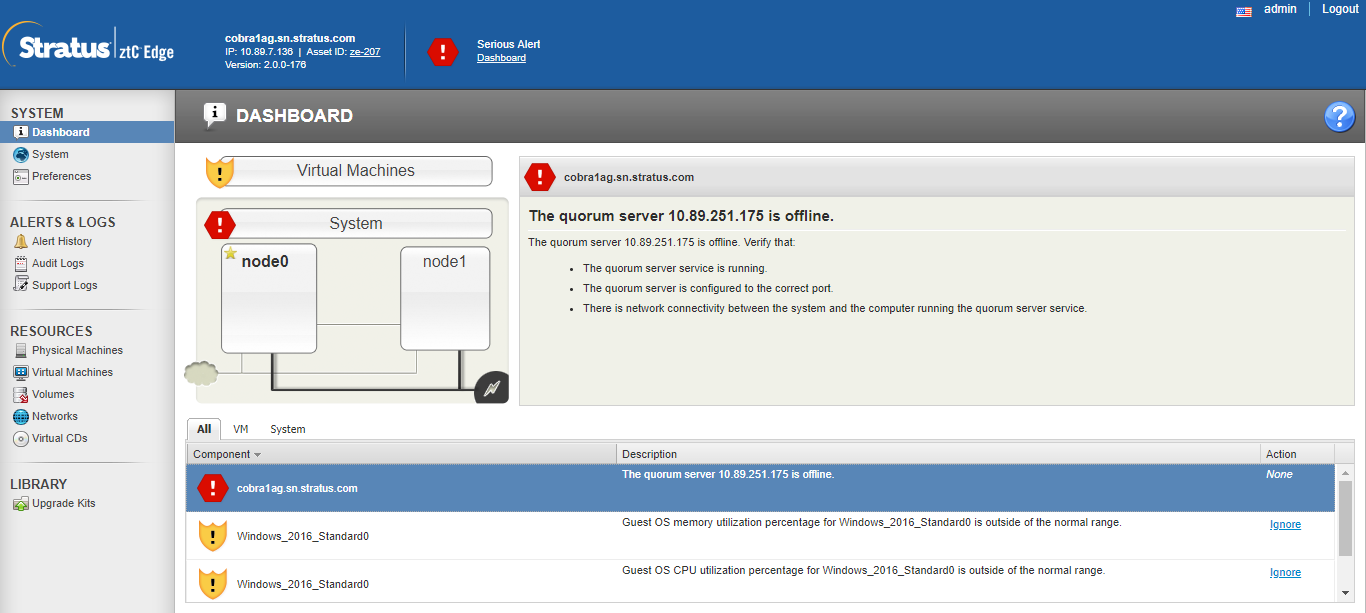 admin | Logout
Stratus | ztC Edge
cobra1ag.sn.stratus.com
IP: 10.89.7.136 | Asset ID: ze-207
Version: 2.0.0-176
Serious Alert
Dashboard
SYSTEM
Dashboard
System
Preferences
ALERTS & LOGS
Alert History
Audit Logs
Support Logs
RESOURCES
Physical Machines
Virtual Machines
Volumes
Networks
Virtual CDs
LIBRARY
Upgrade Kits
DASHBOARD
Virtual Machines
System
node0
node1
cobra1ag.sn.stratus.com
The quorum server 10.89.251.175 is offline.
The quorum server 10.89.251.175 is offline. Verify that:
• The quorum server service is running.
• The quorum server is configured to the correct port.
• There is network connectivity between the system and the computer running the quorum server service.
All VM System
Component Description Action
cobra1ag.sn.stratus.com The quorum server 10.89.251.175 is offline. None
Windows_2016_Standard0 Guest OS memory utilization percentage for Windows_2016_Standard0 is outside of the normal range. Ignore
Windows_2016_Standard0 Guest OS CPU utilization percentage for Windows_2016_Standard0 is outside of the normal range. Ignore